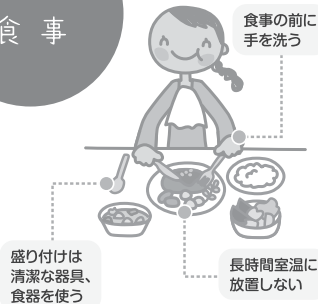 食事
食事の前に
手を洗う
盛り付けは
清潔な器具、
食器を使う
長時間室温に
放置しない